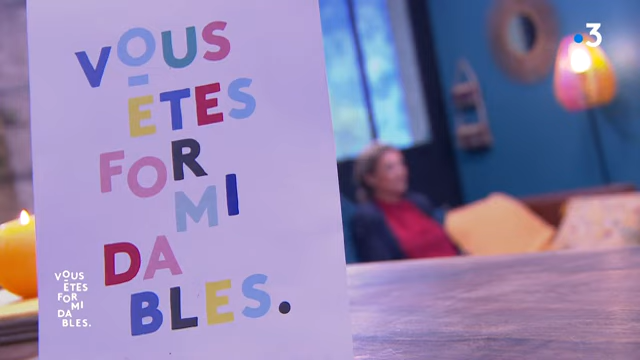 VOUS
ÊTES
FOR
MI
DA
BLES.
VOUS
ÊTES
FOR
MI
DA
BLES.
3